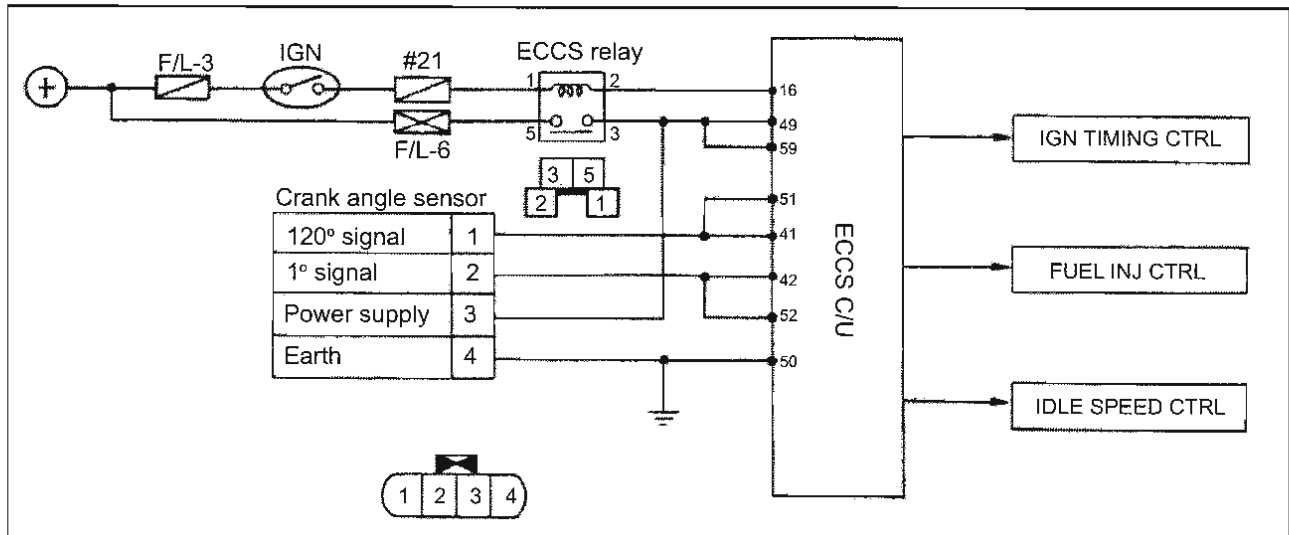 F/L-3
IGN
#21
ECCS relay
+
1
2
16
F/L-6
5
3
49
59
3 5
2 1
Crank angle sensor
120° signal 1
1° signal 2
Power supply 3
Earth 4
51
41
42
52
50
ECCS C/U
IGN TIMING CTRL
FUEL INJ CTRL
IDLE SPEED CTRL
1 2 3 4